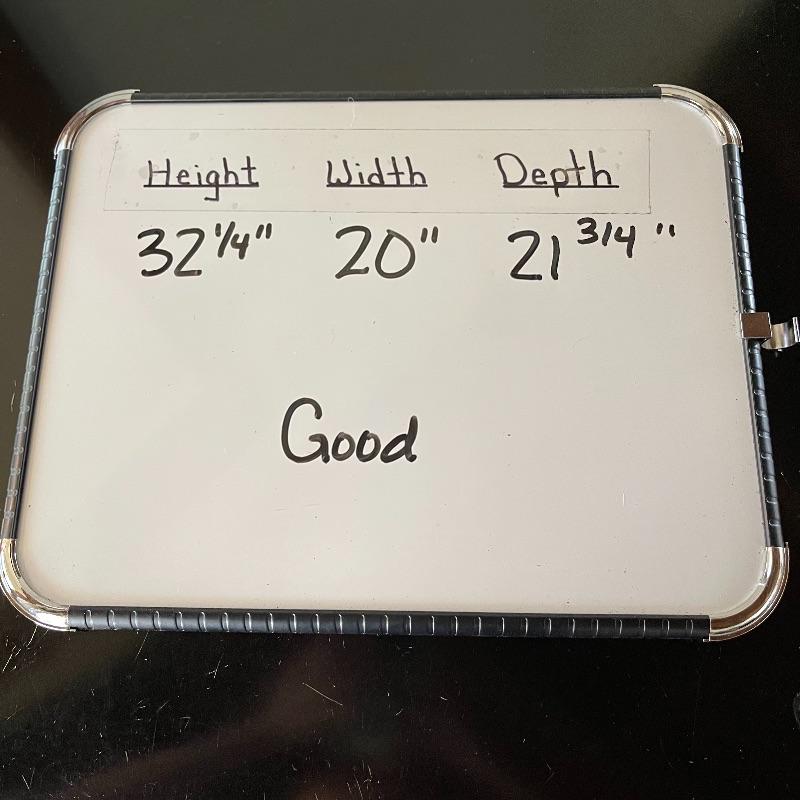 Height Width Depth
32 1/4" 20" 21 3/4"
Good